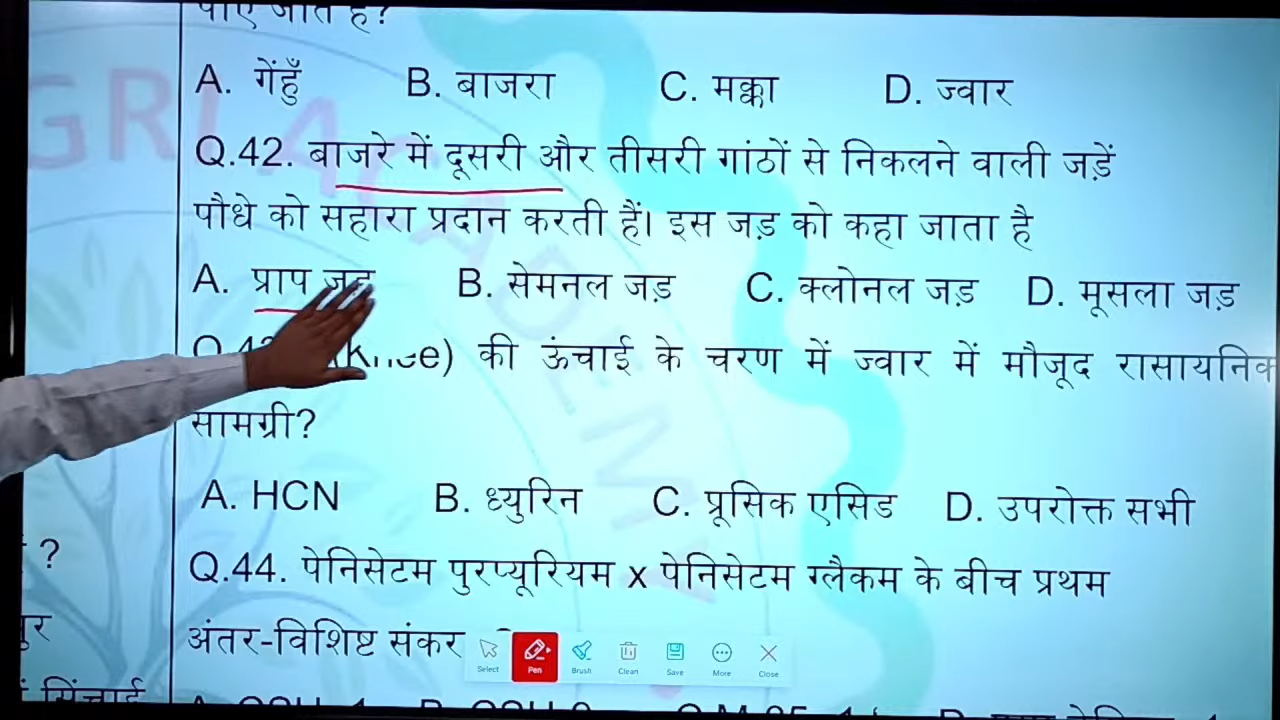 पाए जाते है?
A. गेंहुँ B. बाजरा C. मक्का D. ज्वार
Q.42. बाजरे में दूसरी और तीसरी गांठों से निकलने वाली जड़ें
पौधे को सहारा प्रदान करती हैं। इस जड़ को कहा जाता है
A. प्राप जड़ B. सेमनल जड़ C. क्लोनल जड़ D. मूसला जड़
की ऊंचाई के चरण में ज्वार में मौजूद रासायनिक
सामग्री?
A. HCN B. ध्युरिन C. प्रूसिक एसिड D. उपरोक्त सभी
?
Q.44. पेनिसेटम पुरप्यूरियम x पेनिसेटम ग्लैकम के बीच प्रथम
अंतर-विशिष्ट संकर
Select Pen Brush Clean Save More Close
सिंचाई